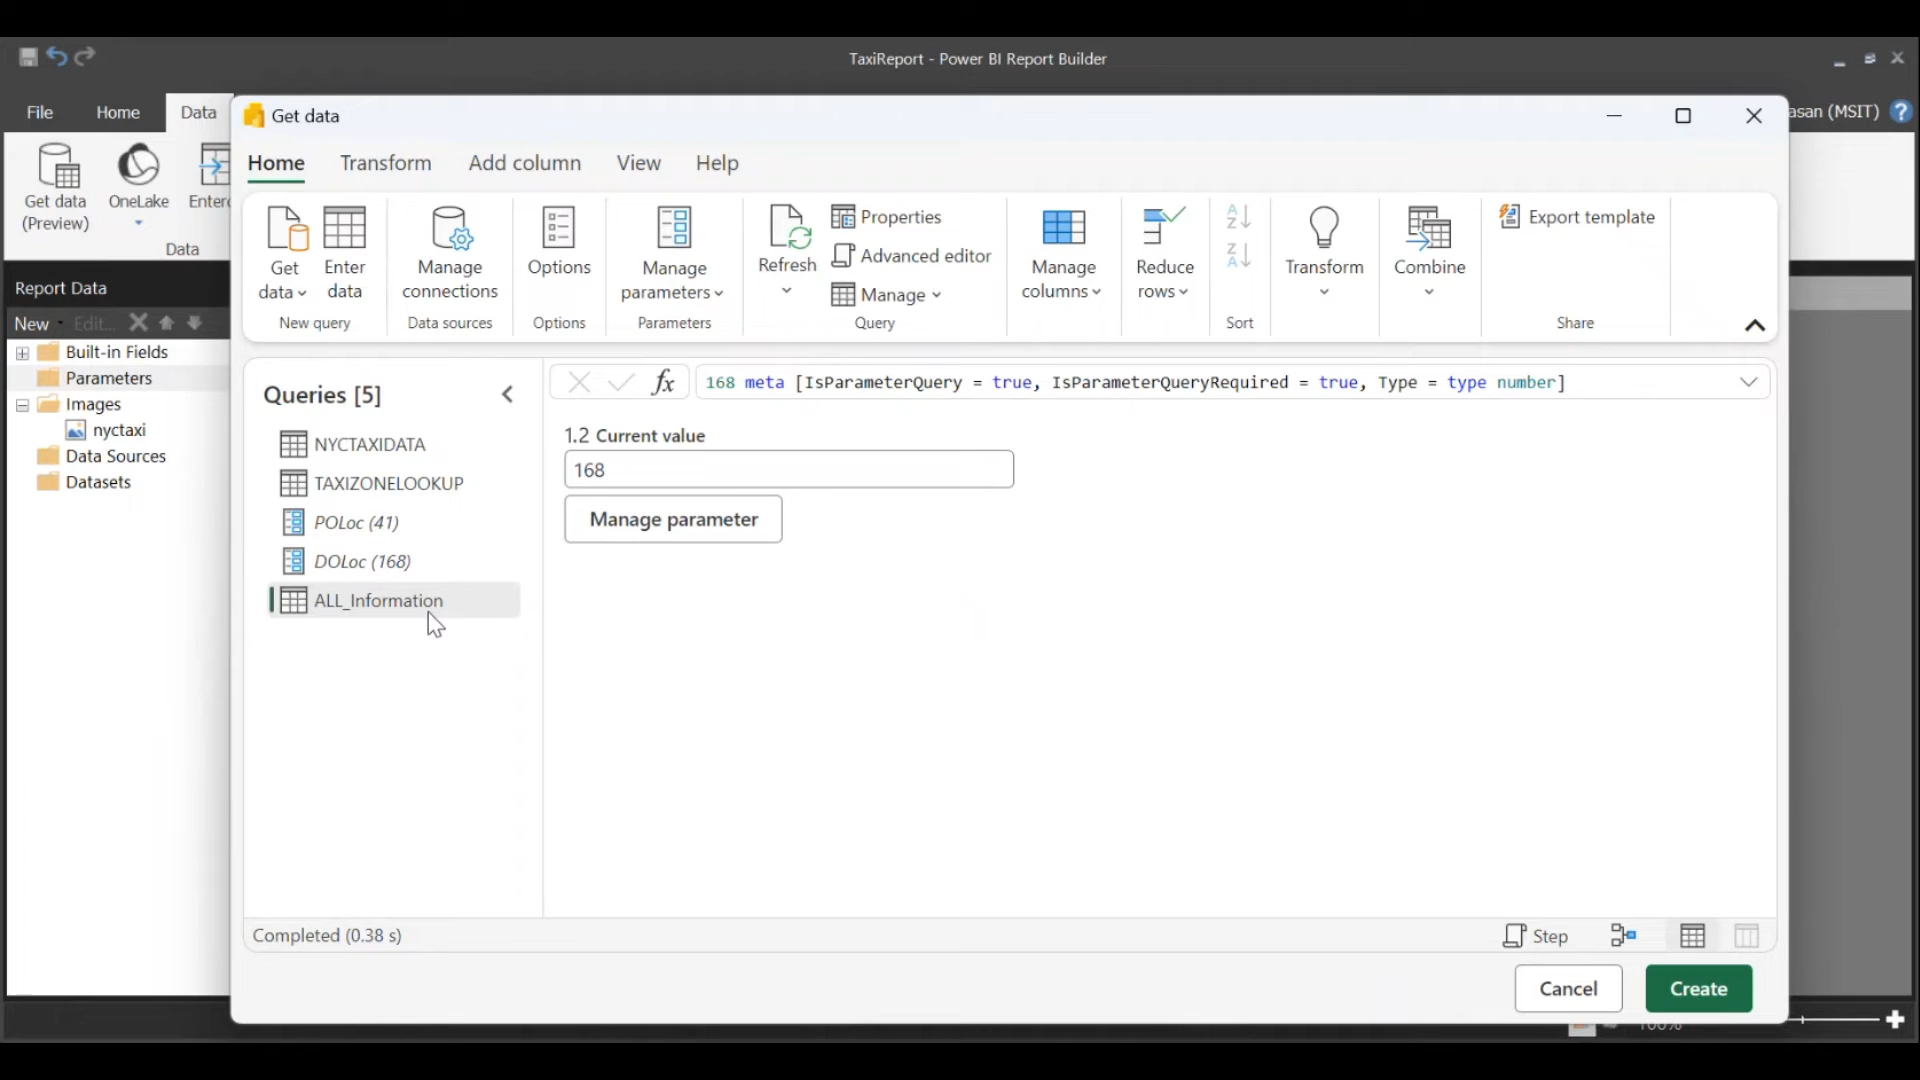 TaxiReport - Power BI Report Builder
File Home Data
asan (MSIT) ?
Get data
(Preview)
OneLake
Data
Report Data
New Edit...
Built-in Fields
Parameters
Images
nyctaxi
Data Sources
Datasets
Get data
Home Transform Add column View Help
Get
data
Enter
data
New query
Manage
connections
Data sources
Options
Options
Manage
parameters
Parameters
Refresh
Properties
Advanced editor
Manage
Query
Manage
columns
Reduce
rows
Sort
Transform
Combine
Export template
Share
Queries [5]
NYCTAXIDATA
TAXIZONELOOKUP
POLoc (41)
DOLoc (168)
ALL_Information
fx 168 meta [IsParameterQuery = true, IsParameterQueryRequired = true, Type = type number]
1.2 Current value
168
Manage parameter
Completed (0.38 s)
Step
Cancel Create